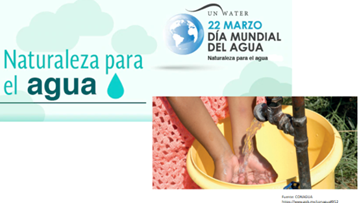 UN WATER
22 MARZO
DÍA MUNDIAL
DEL AGUA
Naturaleza para el agua
Naturaleza para
el agua
Fuente: CONAGUA